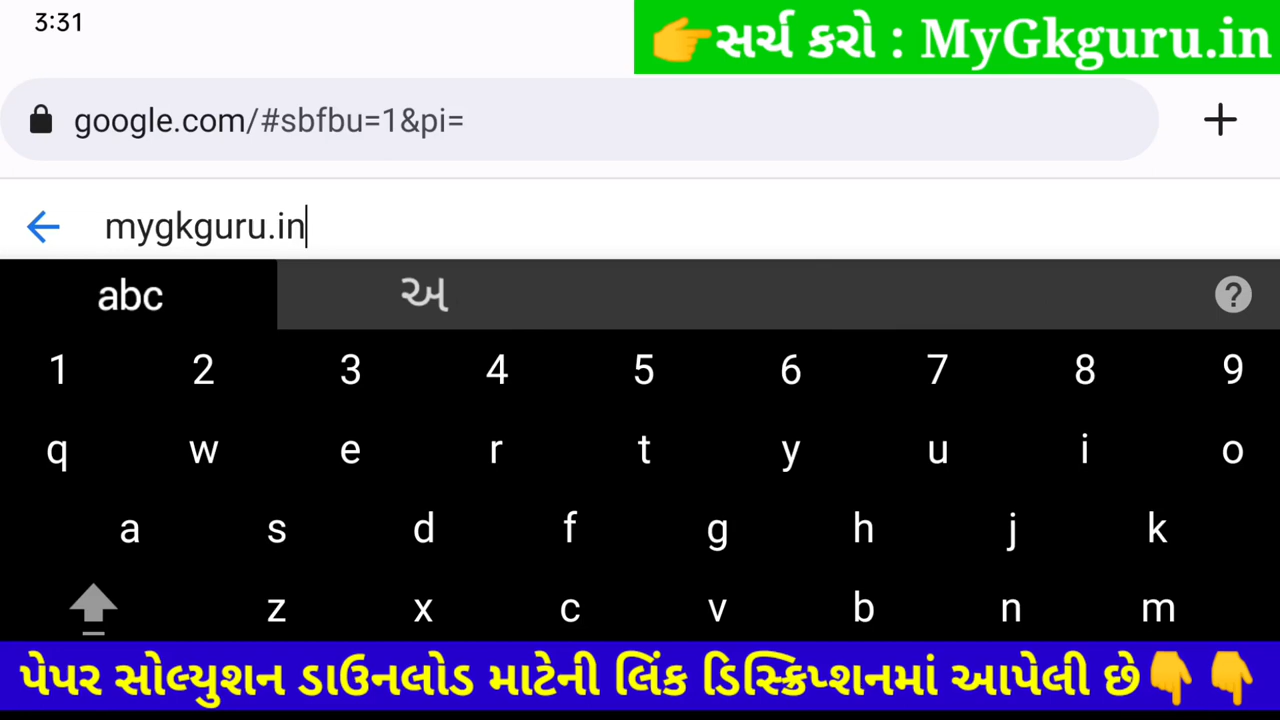 3:31
👉સર્ચ કરો : MyGkguru.in
google.com/#sbfbu=1&pi=
mygkguru.in
abc અ ?
1 2 3 4 5 6 7 8 9
q w e r t y u i o
a s d f g h j k
z x c v b n m
પેપર સોલ્યુશન ડાઉનલોડ માટેની લિંક ડિસ્ક્રિપ્શનમાં આપેલી છે👇👇